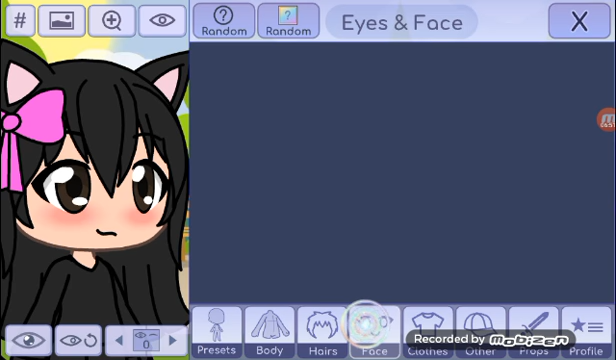 #
Random
Random
Eyes & Face
X
0
Presets
Body
Hairs
Face
Clothes
Other
Props
Profile
Recorded by Mobizen